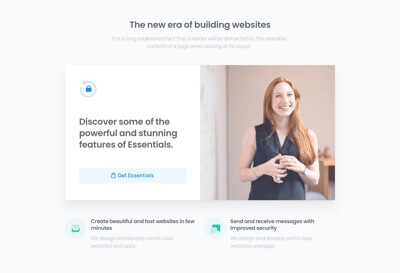 The new era of building websites
It is a long established fact that a reader will be distracted by the readable
content of a page when looking at its layout.
Discover some of the
powerful and stunning
features of Essentials.
Get Essentials
Create beautiful and fast websites in few
minutes
We design and develop world class
websites and apps.
Send and receive messages with
improved security
We design and develop world class
websites and apps.